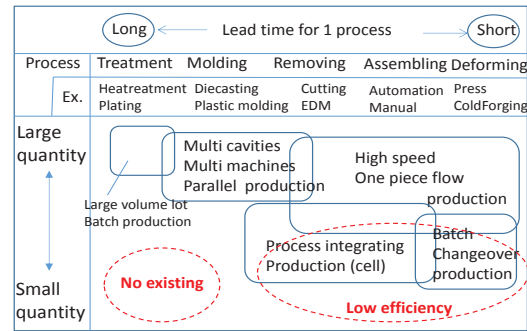 Long Lead time for 1 process Short
Process Treatment Molding Removing Assembling Deforming
Ex. Heatreatment Diecasting Cutting Automation Press
Plating Plastic molding EDM Manual ColdForging
Large
quantity
Multi cavities
Multi machines
Parallel production
High speed
One piece flow
production
Large volume lot
Batch production
Process integrating
Production (cell)
Batch
Changeover
production
No existing
Low efficiency
Small
quantity